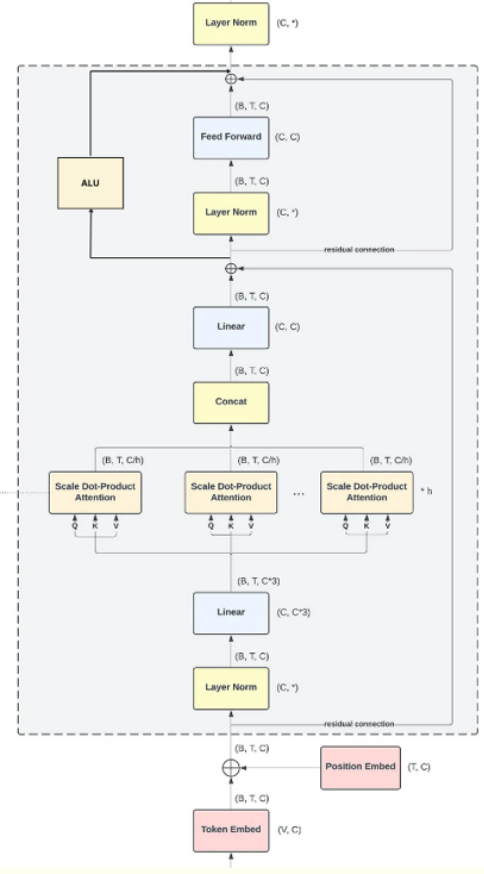 Layer Norm (C, *)
(B, T, C)
Feed Forward (C, C)
ALU
(B, T, C)
Layer Norm (C, *)
residual connection
(B, T, C)
Linear (C, C)
(B, T, C)
Concat
(B, T, C/h) (B, T, C/h) (B, T, C/h)
Scale Dot-Product Attention Scale Dot-Product Attention ... Scale Dot-Product Attention * h
Q K V Q K V Q K V
(B, T, C*3)
Linear (C, C*3)
(B, T, C)
Layer Norm (C, *)
residual connection
(B, T, C)
Position Embed (T, C)
(B, T, C)
Token Embed (V, C)